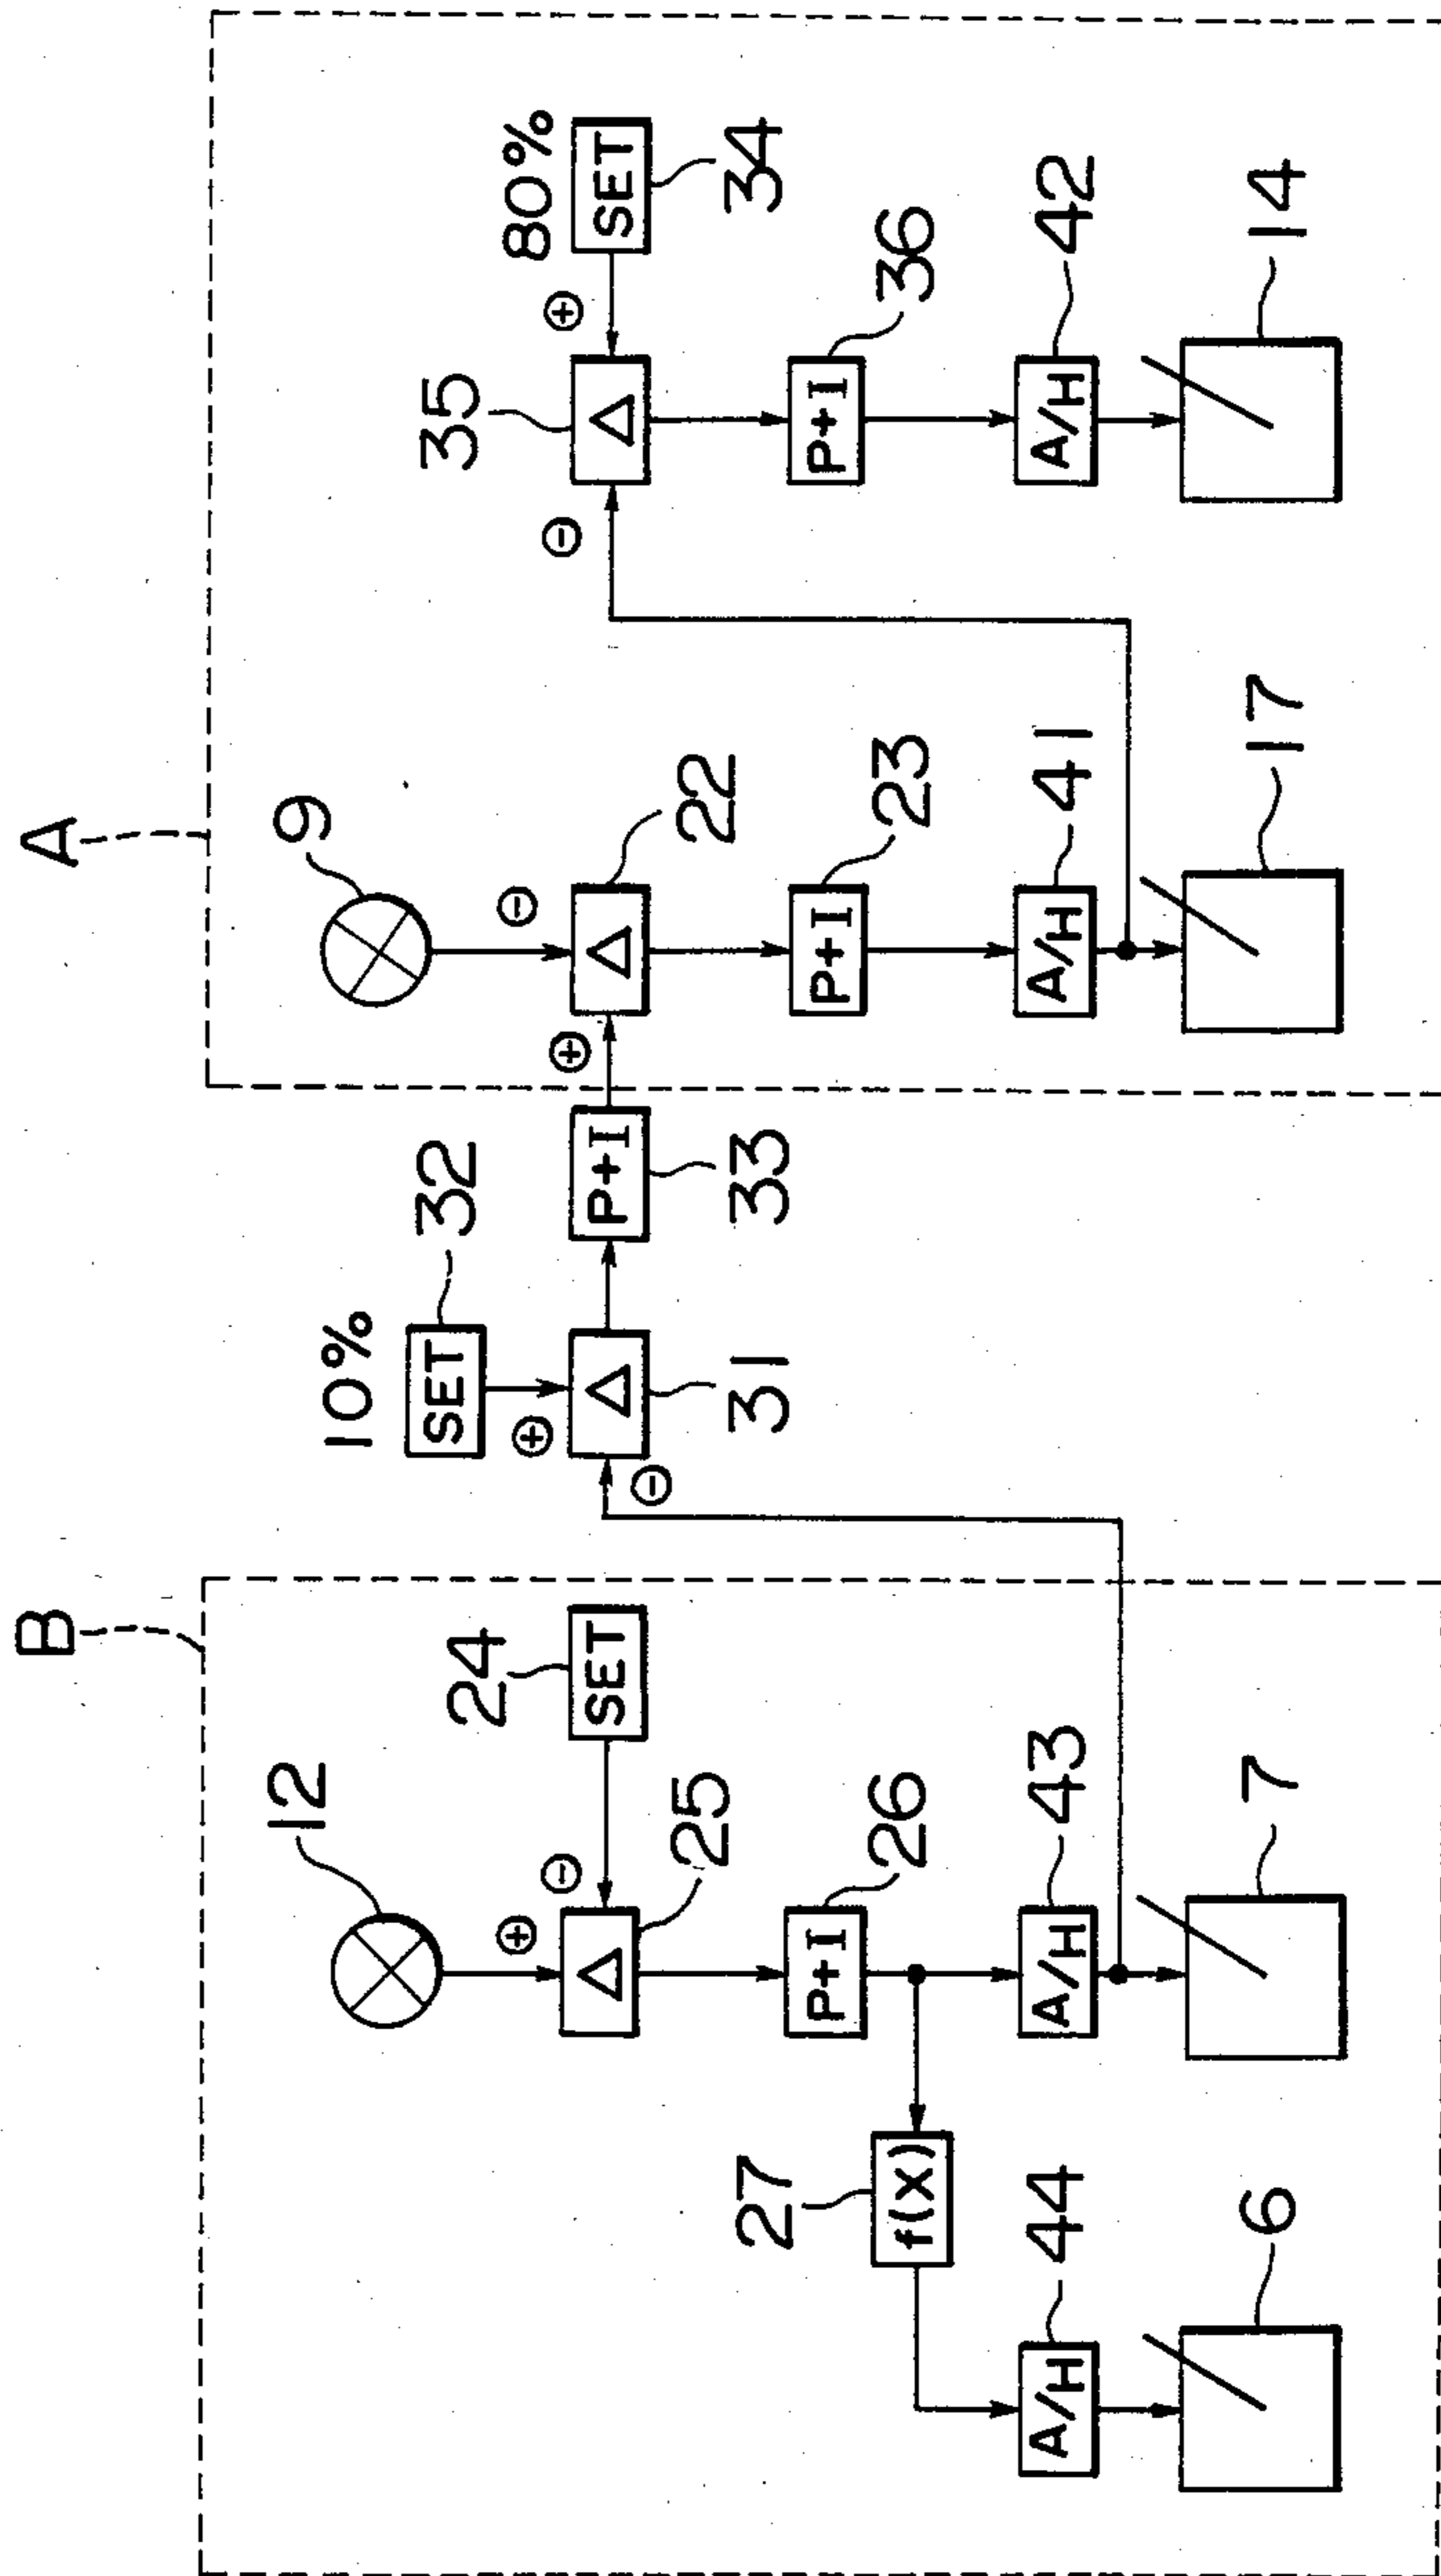 B
A
12
9
10%
32
SET
80%
24
SET
35
SET
34
⊕
⊖
⊕
⊖
⊕
⊖
⊖
⊕
25
Δ
31
Δ
33
P+I
22
Δ
Δ
26
P+I
23
P+I
36
P+I
27
f(x)
44
A/H
43
A/H
41
A/H
42
A/H
6
7
17
14